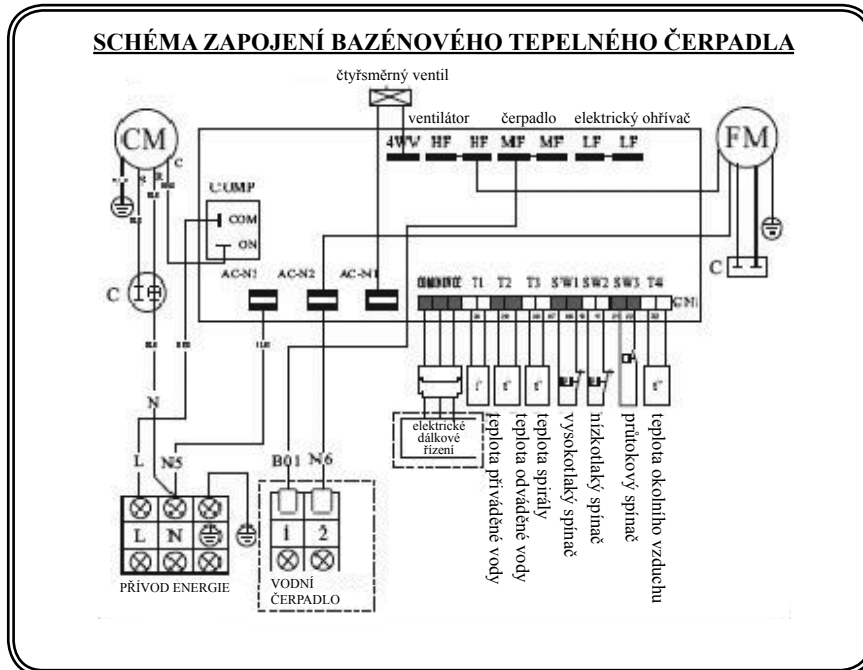 SCHÉMA ZAPOJENÍ BAZÉNOVÉHO TEPELNÉHO ČERPADLA
čtyřsměrný ventil
ventilátor čerpadlo elektrický ohřívač
CM
4WW HF HF MF MF LF LF
FM
C
S R
COMP
COM
ON
AC-N2 AC-N1
T1 T2 T3 SW1 SW2 SW3 T4
C
C
elektrické
dálkové
řízení
teplota přiváděné vody
teplota odváděné vody
teplota spirály
vysokotlaký spínač
nízkotlaký spínač
průtokový spínač
teplota okolního vzduchu
N
L N5
B01 N6
L N
1 2
PŘÍVOD ENERGIE
VODNÍ
ČERPADLO